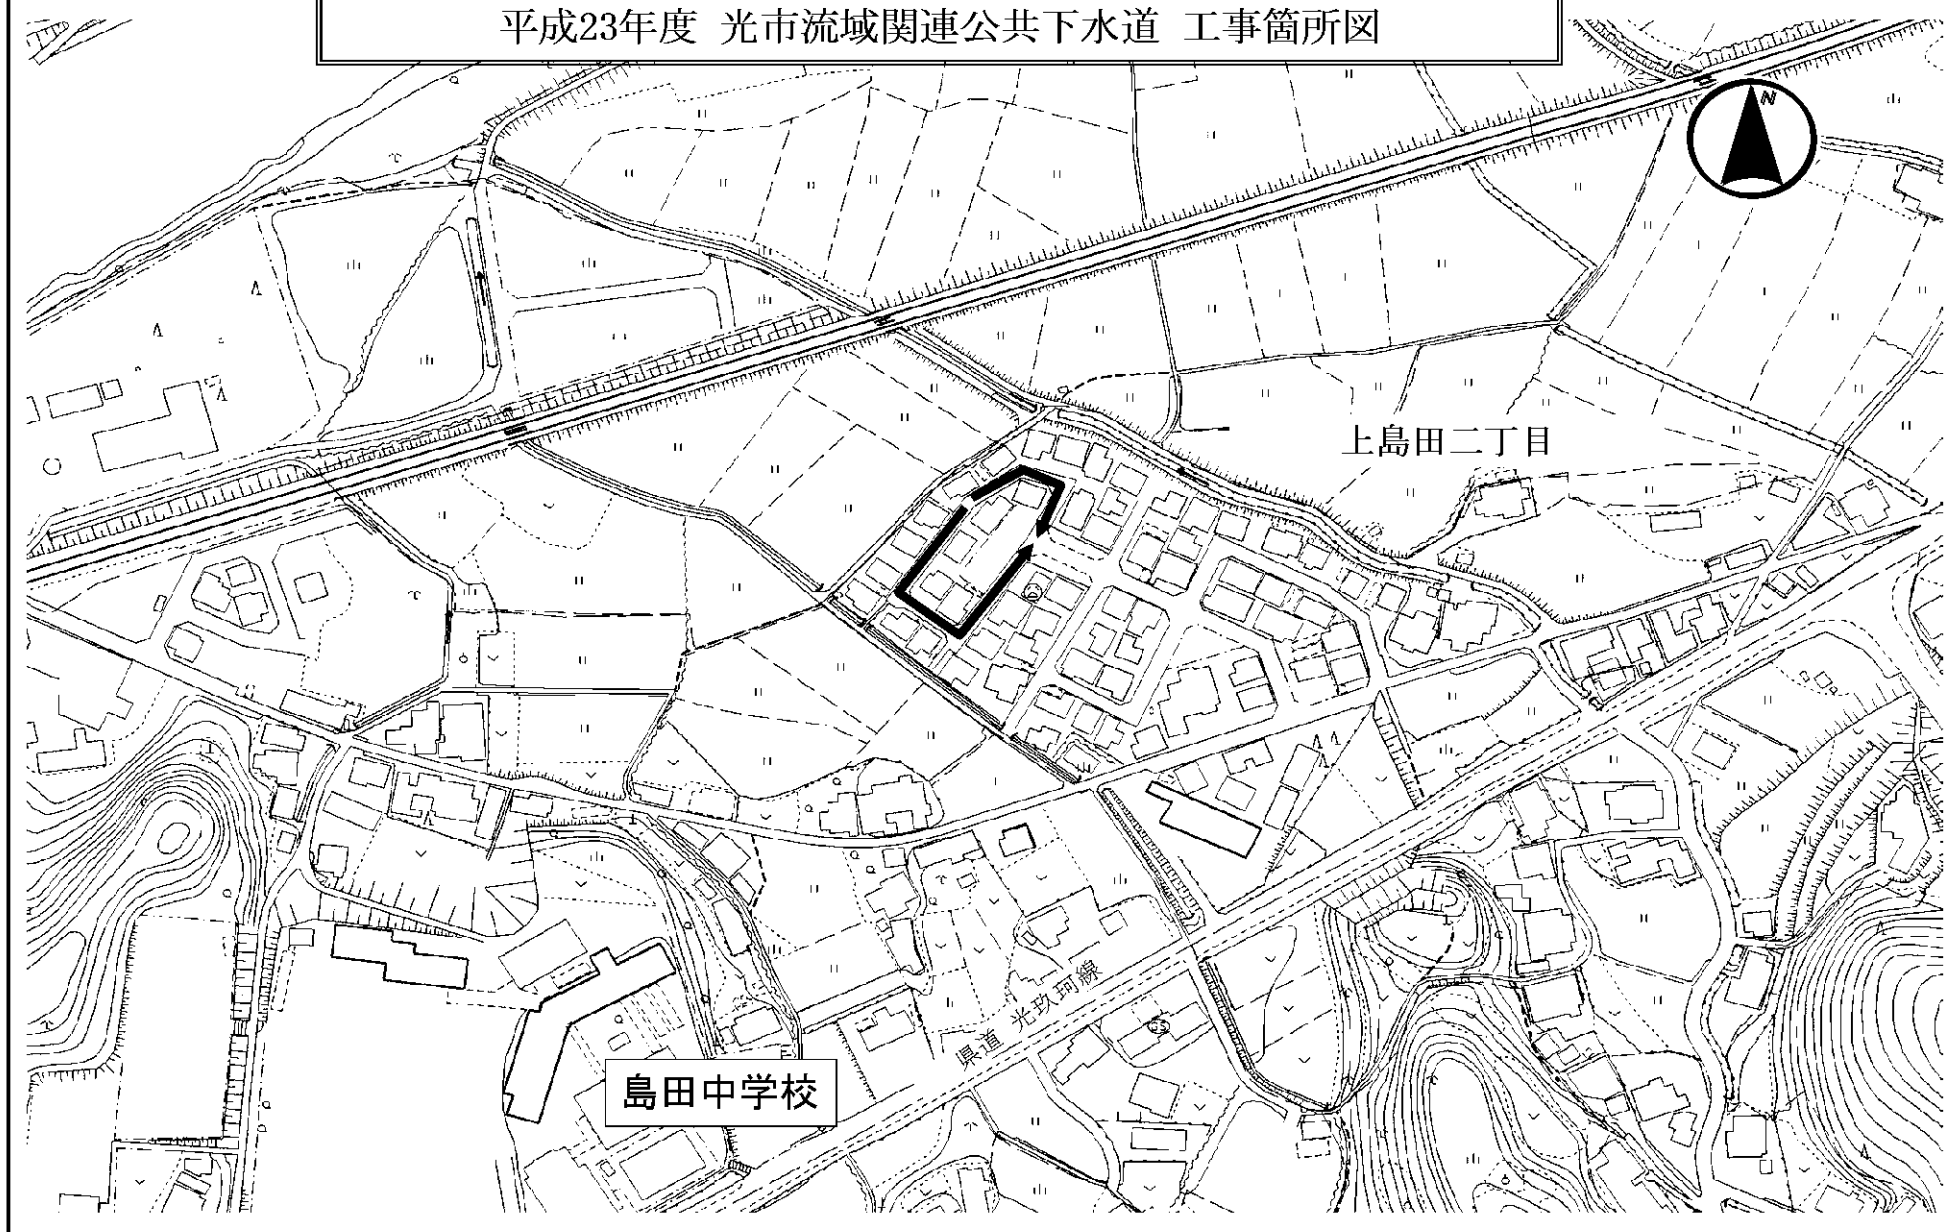 平成23年度 光市流域関連公共下水道 工事箇所図
N
上島田二丁目
県道 光玖珂線
島田中学校